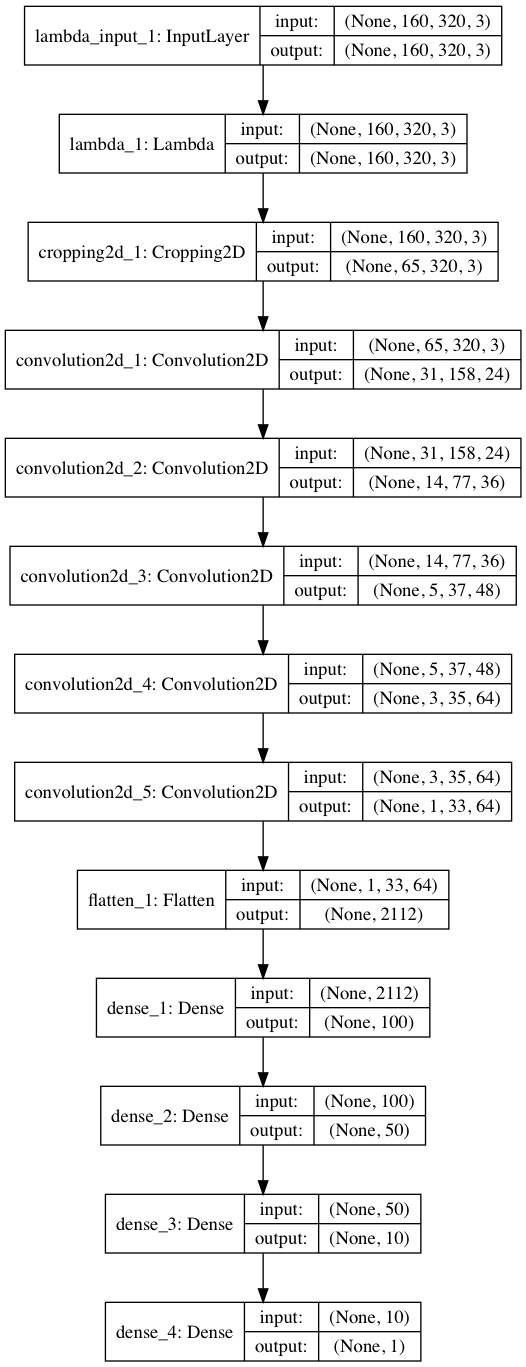 lambda_input_1: InputLayer
input: (None, 160, 320, 3)
output: (None, 160, 320, 3)
lambda_1: Lambda
input: (None, 160, 320, 3)
output: (None, 160, 320, 3)
cropping2d_1: Cropping2D
input: (None, 160, 320, 3)
output: (None, 65, 320, 3)
convolution2d_1: Convolution2D
input: (None, 65, 320, 3)
output: (None, 31, 158, 24)
convolution2d_2: Convolution2D
input: (None, 31, 158, 24)
output: (None, 14, 77, 36)
convolution2d_3: Convolution2D
input: (None, 14, 77, 36)
output: (None, 5, 37, 48)
convolution2d_4: Convolution2D
input: (None, 5, 37, 48)
output: (None, 3, 35, 64)
convolution2d_5: Convolution2D
input: (None, 3, 35, 64)
output: (None, 1, 33, 64)
flatten_1: Flatten
input: (None, 1, 33, 64)
output: (None, 2112)
dense_1: Dense
input: (None, 2112)
output: (None, 100)
dense_2: Dense
input: (None, 100)
output: (None, 50)
dense_3: Dense
input: (None, 50)
output: (None, 10)
dense_4: Dense
input: (None, 10)
output: (None, 1)